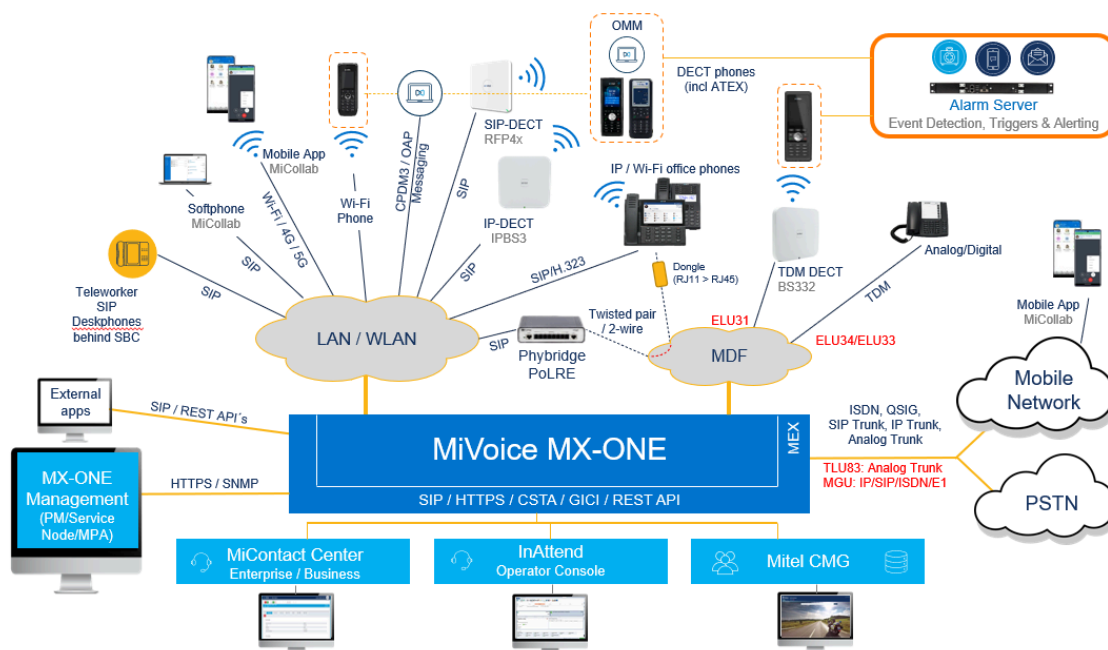 OMM
DECT phones
(incl ATEX)
Alarm Server
Event Detection, Triggers & Alerting
SIP-DECT
RFP4x
Mobile App
MiCollab
Wi-Fi
Phone
CPDM3 / OAP
Messaging
SIP
IP / Wi-Fi office phones
Softphone
MiCollab
Wi-Fi / 4G / 5G
IP-DECT
IPBS3
SIP
SIP
TDM DECT
BS332
Analog/Digital
Dongle
(RJ11 > RJ45)
SIP/H.323
TDM
Teleworker
SIP
Deskphones
behind SBC
SIP
Mobile App
MiCollab
LAN / WLAN
SIP
Phybridge
PoLRE
Twisted pair
/ 2-wire
ELU31
MDF
ELU34/ELU33
Mobile
Network
External
apps
SIP / REST API´s
MiVoice MX-ONE
MEX
SIP / HTTPS / CSTA / GICI / REST API
ISDN, QSIG,
SIP Trunk, IP Trunk,
Analog Trunk
TLU83: Analog Trunk
MGU: IP/SIP/ISDN/E1
PSTN
MX-ONE
Management
(PM/Service
Node/MPA)
HTTPS / SNMP
MiContact Center
Enterprise / Business
InAttend
Operator Console
Mitel CMG